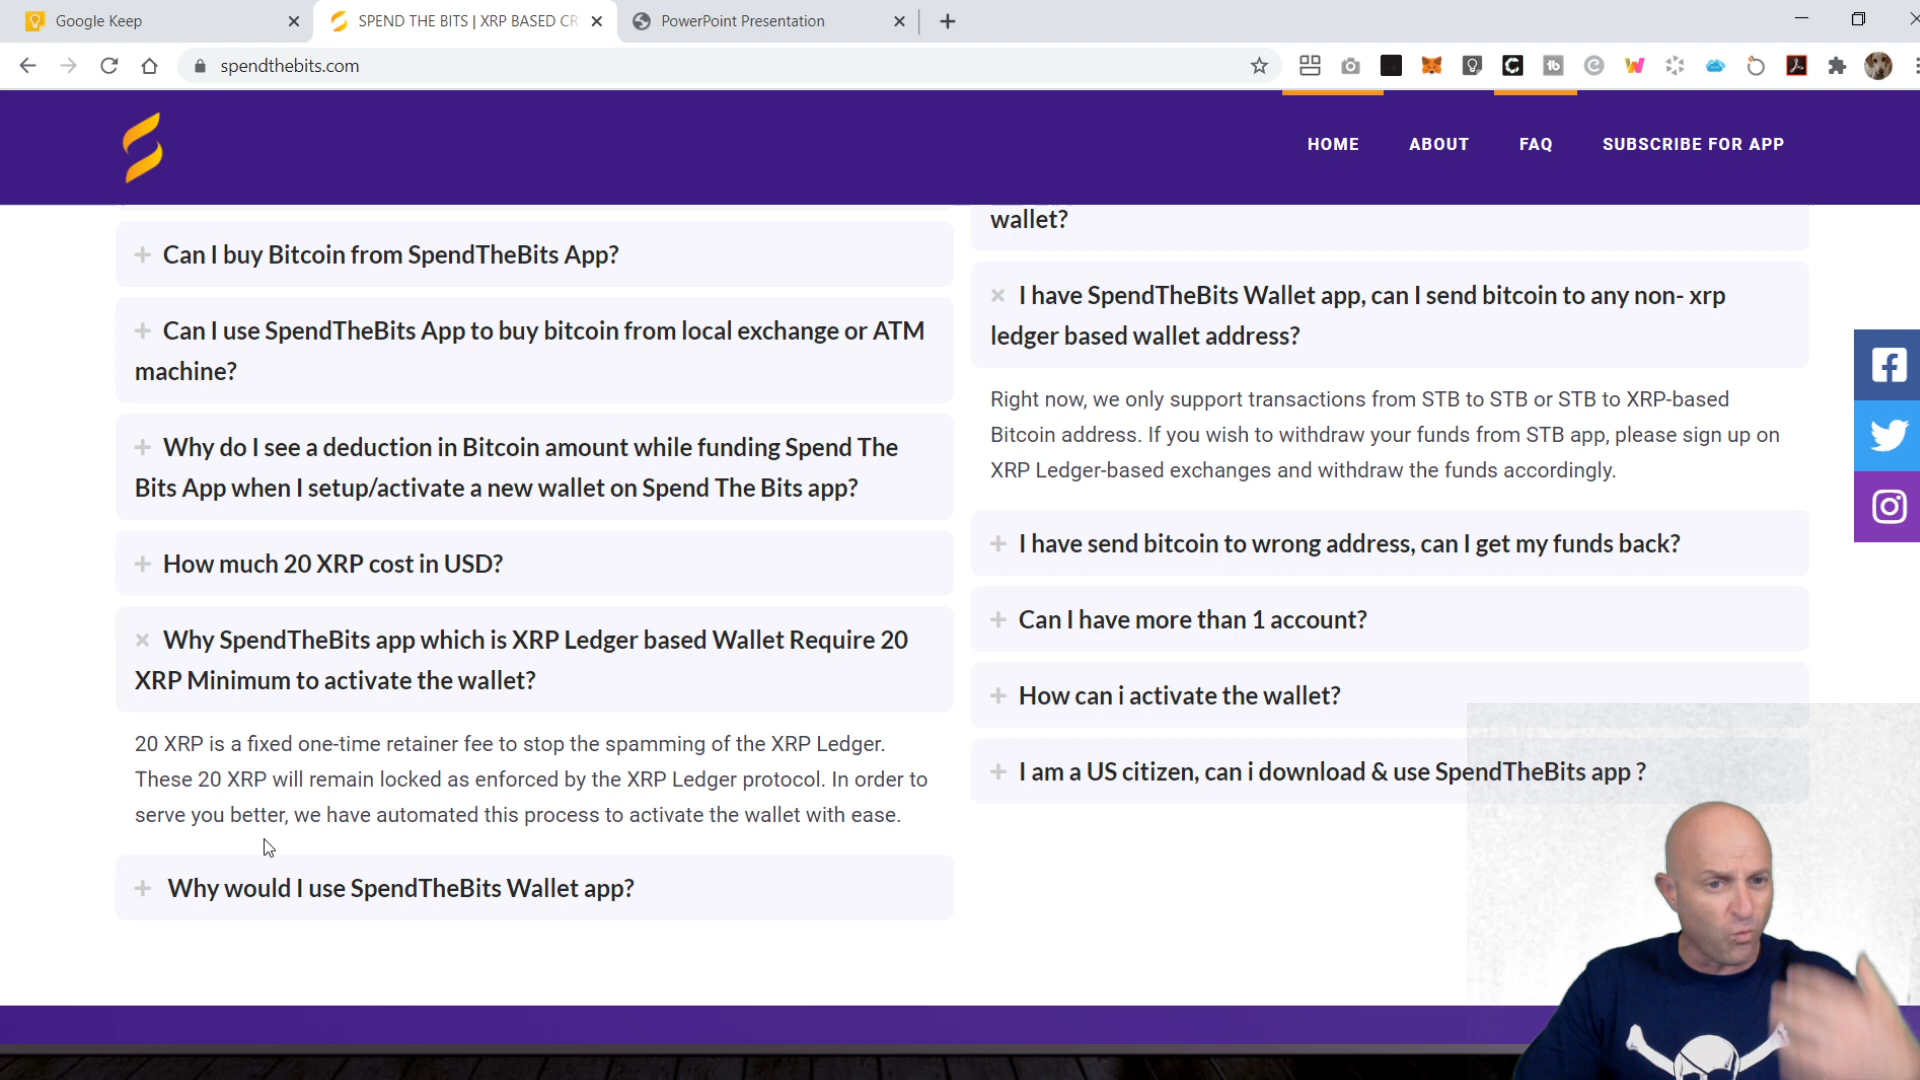 Google Keep
SPEND THE BITS | XRP BASED CR
PowerPoint Presentation
spendthebits.com
HOME
ABOUT
FAQ
SUBSCRIBE FOR APP
Can I buy Bitcoin from SpendTheBits App?
Can I use SpendTheBits App to buy bitcoin from local exchange or ATM
machine?
Why do I see a deduction in Bitcoin amount while funding Spend The
Bits App when I setup/activate a new wallet on Spend The Bits app?
How much 20 XRP cost in USD?
Why SpendTheBits app which is XRP Ledger based Wallet Require 20
XRP Minimum to activate the wallet?
20 XRP is a fixed one-time retainer fee to stop the spamming of the XRP Ledger.
These 20 XRP will remain locked as enforced by the XRP Ledger protocol. In order to
serve you better, we have automated this process to activate the wallet with ease.
Why would I use SpendTheBits Wallet app?
wallet?
I have SpendTheBits Wallet app, can I send bitcoin to any non- xrp
ledger based wallet address?
Right now, we only support transactions from STB to STB or STB to XRP-based
Bitcoin address. If you wish to withdraw your funds from STB app, please sign up on
XRP Ledger-based exchanges and withdraw the funds accordingly.
I have send bitcoin to wrong address, can I get my funds back?
Can I have more than 1 account?
How can i activate the wallet?
I am a US citizen, can i download & use SpendTheBits app ?